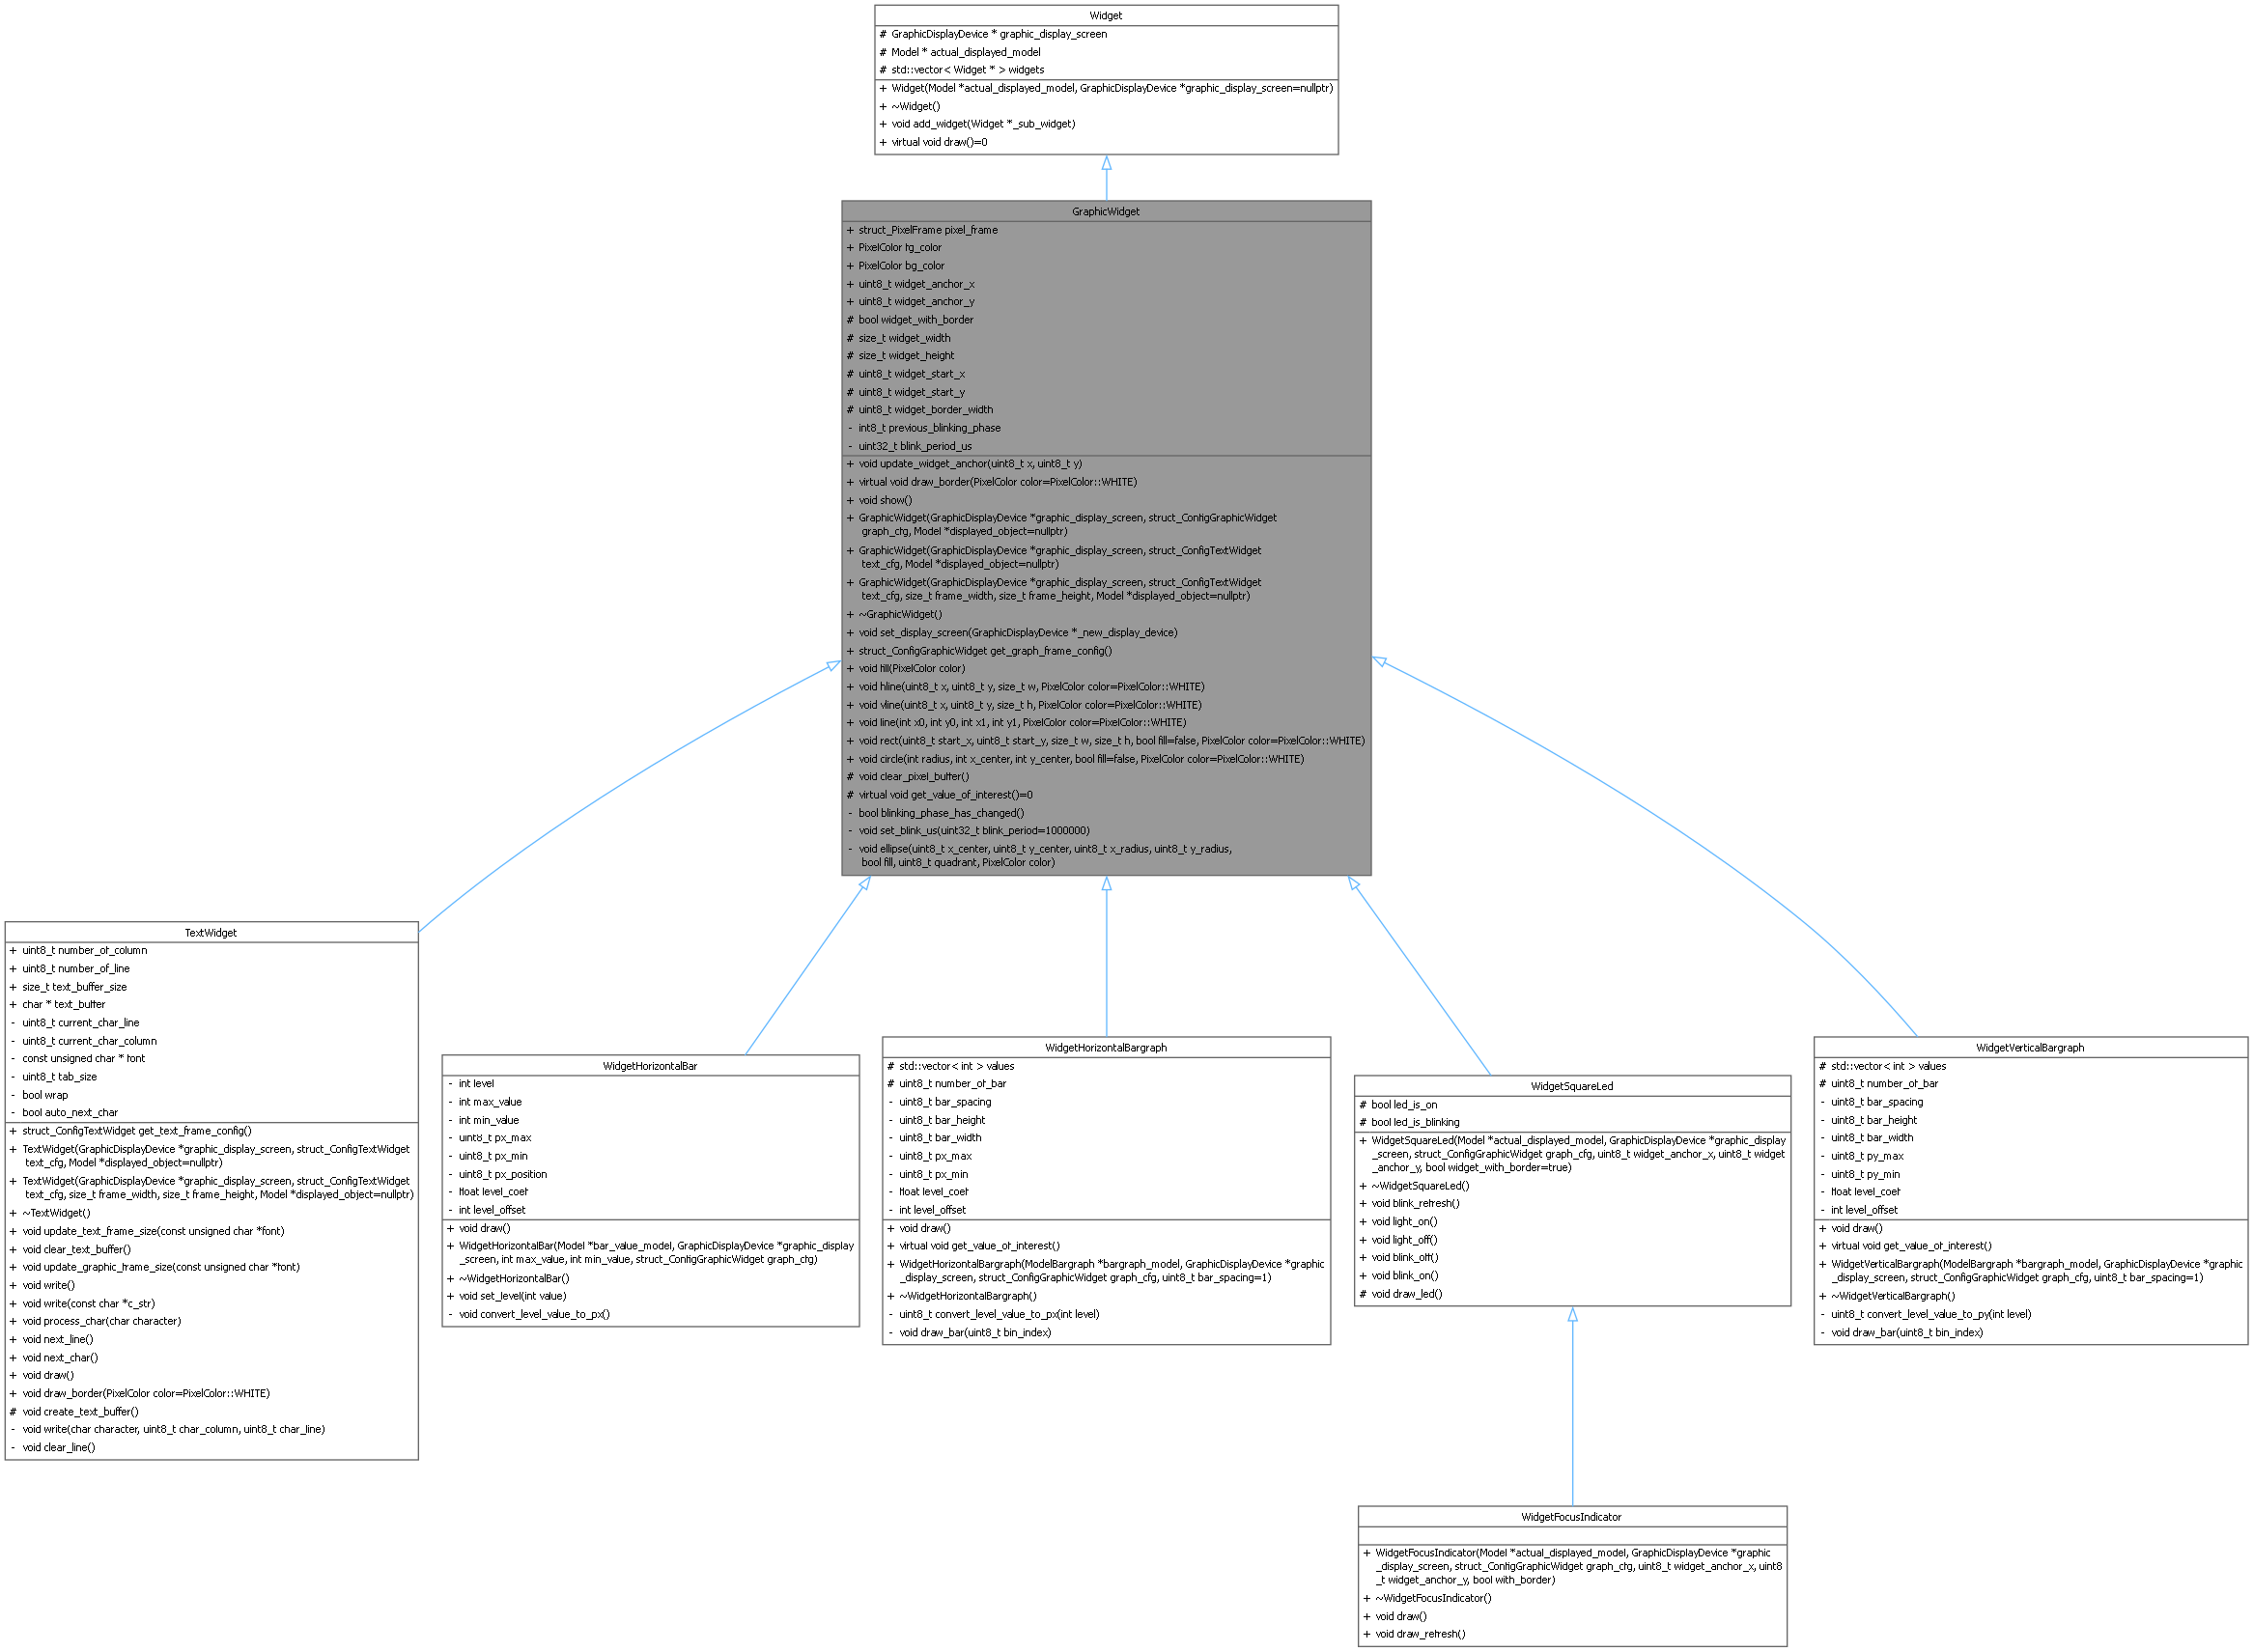 Widget
# GraphicDisplayDevice * graphic_display_screen
# Model * actual_displayed_model
# std::vector< Widget * > widgets
+ Widget(Model *actual_displayed_model, GraphicDisplayDevice *graphic_display_screen=nullptr)
+ ~Widget()
+ void add_widget(Widget *_sub_widget)
+ virtual void draw()=0
GraphicWidget
+ struct_PixelFrame pixel_frame
+ PixelColor fg_color
+ PixelColor bg_color
+ uint8_t widget_anchor_x
+ uint8_t widget_anchor_y
# bool widget_with_border
# size_t widget_width
# size_t widget_height
# uint8_t widget_start_x
# uint8_t widget_start_y
# uint8_t widget_border_width
- int8_t previous_blinking_phase
- uint32_t blink_period_us
+ void update_widget_anchor(uint8_t x, uint8_t y)
+ virtual void draw_border(PixelColor color=PixelColor::WHITE)
+ void show()
+ GraphicWidget(GraphicDisplayDevice *graphic_display_screen, struct_ConfigGraphicWidget
graph_cfg, Model *displayed_object=nullptr)
+ GraphicWidget(GraphicDisplayDevice *graphic_display_screen, struct_ConfigTextWidget
text_cfg, Model *displayed_object=nullptr)
+ GraphicWidget(GraphicDisplayDevice *graphic_display_screen, struct_ConfigTextWidget
text_cfg, size_t frame_width, size_t frame_height, Model *displayed_object=nullptr)
+ ~GraphicWidget()
+ void set_display_screen(GraphicDisplayDevice *_new_display_device)
+ struct_ConfigGraphicWidget get_graph_frame_config()
+ void fill(PixelColor color)
+ void hline(uint8_t x, uint8_t y, size_t w, PixelColor color=PixelColor::WHITE)
+ void vline(uint8_t x, uint8_t y, size_t h, PixelColor color=PixelColor::WHITE)
+ void line(int x0, int y0, int x1, int y1, PixelColor color=PixelColor::WHITE)
+ void rect(uint8_t start_x, uint8_t start_y, size_t w, size_t h, bool fill=false, PixelColor color=PixelColor::WHITE)
+ void circle(int radius, int x_center, int y_center, bool fill=false, PixelColor color=PixelColor::WHITE)
# void clear_pixel_buffer()
# virtual void get_value_of_interest()=0
- bool blinking_phase_has_changed()
- void set_blink_us(uint32_t blink_period=1000000)
- void ellipse(uint8_t x_center, uint8_t y_center, uint8_t x_radius, uint8_t y_radius,
bool fill, uint8_t quadrant, PixelColor color)
TextWidget
+ uint8_t number_of_column
+ uint8_t number_of_line
+ size_t text_buffer_size
+ char * text_buffer
- uint8_t current_char_line
- uint8_t current_char_column
- const unsigned char * font
- uint8_t tab_size
- bool wrap
- bool auto_next_char
+ struct_ConfigTextWidget get_text_frame_config()
+ TextWidget(GraphicDisplayDevice *graphic_display_screen, struct_ConfigTextWidget
text_cfg, Model *displayed_object=nullptr)
+ TextWidget(GraphicDisplayDevice *graphic_display_screen, struct_ConfigTextWidget
text_cfg, size_t frame_width, size_t frame_height, Model *displayed_object=nullptr)
+ ~TextWidget()
+ void update_text_frame_size(const unsigned char *font)
+ void clear_text_buffer()
+ void update_graphic_frame_size(const unsigned char *font)
+ void write()
+ void write(const char *c_str)
+ void process_char(char character)
+ void next_line()
+ void next_char()
+ void draw()
+ void draw_border(PixelColor color=PixelColor::WHITE)
# void create_text_buffer()
- void write(char character, uint8_t char_column, uint8_t char_line)
- void clear_line()
WidgetHorizontalBar
- int level
- int max_value
- int min_value
- uint8_t px_max
- uint8_t px_min
- uint8_t px_position
- float level_coef
- int level_offset
+ void draw()
+ WidgetHorizontalBar(Model *bar_value_model, GraphicDisplayDevice *graphic_display
_screen, int max_value, int min_value, struct_ConfigGraphicWidget graph_cfg)
+ ~WidgetHorizontalBar()
+ void set_level(int value)
- void convert_level_value_to_px()
WidgetHorizontalBargraph
# std::vector< int > values
# uint8_t number_of_bar
- uint8_t bar_spacing
- uint8_t bar_height
- uint8_t bar_width
- uint8_t px_max
- uint8_t px_min
- float level_coef
- int level_offset
+ void draw()
+ virtual void get_value_of_interest()
+ WidgetHorizontalBargraph(ModelBargraph *bargraph_model, GraphicDisplayDevice *graphic
_display_screen, struct_ConfigGraphicWidget graph_cfg, uint8_t bar_spacing=1)
+ ~WidgetHorizontalBargraph()
- uint8_t convert_level_value_to_px(int level)
- void draw_bar(uint8_t bin_index)
WidgetSquareLed
# bool led_is_on
# bool led_is_blinking
+ WidgetSquareLed(Model *actual_displayed_model, GraphicDisplayDevice *graphic_display
_screen, struct_ConfigGraphicWidget graph_cfg, uint8_t widget_anchor_x, uint8_t widget
_anchor_y, bool widget_with_border=true)
+ ~WidgetSquareLed()
+ void blink_refresh()
+ void light_on()
+ void light_off()
+ void blink_off()
+ void blink_on()
# void draw_led()
WidgetVerticalBargraph
# std::vector< int > values
# uint8_t number_of_bar
- uint8_t bar_spacing
- uint8_t bar_height
- uint8_t bar_width
- uint8_t py_max
- uint8_t py_min
- float level_coef
- int level_offset
+ void draw()
+ virtual void get_value_of_interest()
+ WidgetVerticalBargraph(ModelBargraph *bargraph_model, GraphicDisplayDevice *graphic
_display_screen, struct_ConfigGraphicWidget graph_cfg, uint8_t bar_spacing=1)
+ ~WidgetVerticalBargraph()
- uint8_t convert_level_value_to_py(int level)
- void draw_bar(uint8_t bin_index)
WidgetFocusIndicator
+ WidgetFocusIndicator(Model *actual_displayed_model, GraphicDisplayDevice *graphic
_display_screen, struct_ConfigGraphicWidget graph_cfg, uint8_t widget_anchor_x, uint8
_t widget_anchor_y, bool with_border)
+ ~WidgetFocusIndicator()
+ void draw()
+ void draw_refresh()